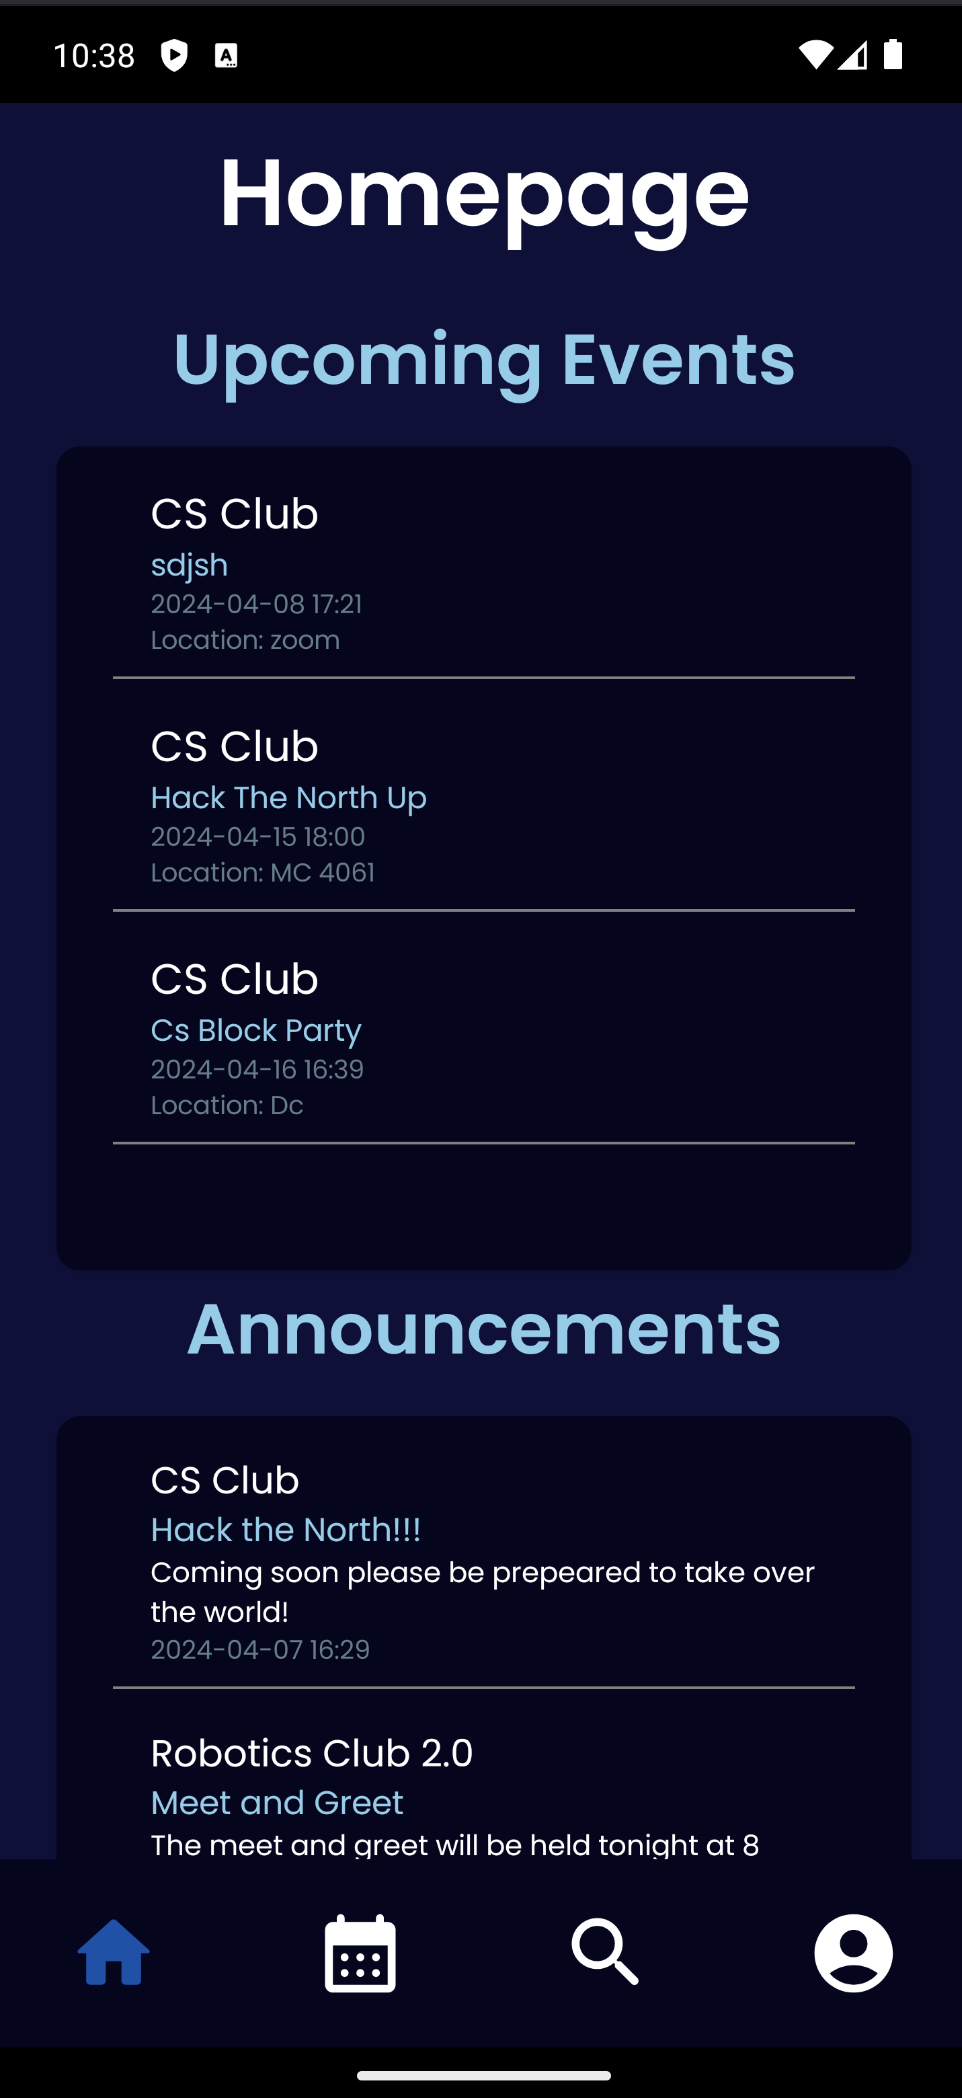 10:38
Homepage
Upcoming Events
CS Club
sdjsh
2024-04-08 17:21
Location: zoom
CS Club
Hack The North Up
2024-04-15 18:00
Location: MC 4061
CS Club
Cs Block Party
2024-04-16 16:39
Location: Dc
Announcements
CS Club
Hack the North!!!
Coming soon please be prepeared to take over
the world!
2024-04-07 16:29
Robotics Club 2.0
Meet and Greet
The meet and greet will be held tonight at 8